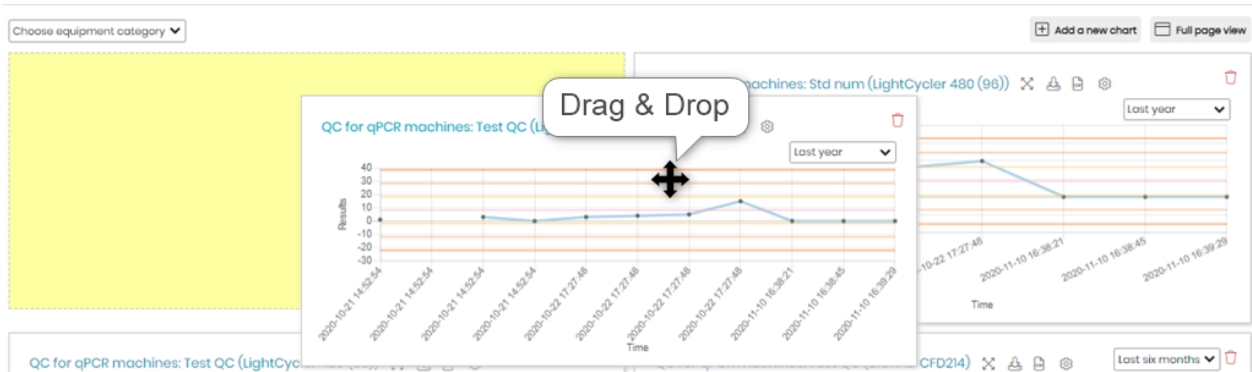 Choose equipment category
Add a new chart
Full page view
Drag & Drop
achines: Std num (LightCycler 480 (96))
Last year
QC for qPCR machines: Test QC (Li
Last year
Results
40
30
20
10
0
-10
-20
-30
2020-10-21 14:52:54
2020-10-21 14:52:54
2020-10-21 14:52:54
2020-10-21 14:52:54
2020-10-22 17:27:48
2020-10-22 17:27:48
2020-10-22 17:27:48
2020-10-22 17:27:48
2020-11-10 16:38:21
2020-11-10 16:38:45
2020-11-10 16:39:29
Time
-10-22 17:27:48
2020-11-10 16:38:21
2020-11-10 16:38:45
2020-11-10 16:39:29
Time
QC for qPCR machines: Test QC (LightCyc
CFD214)
Last six months